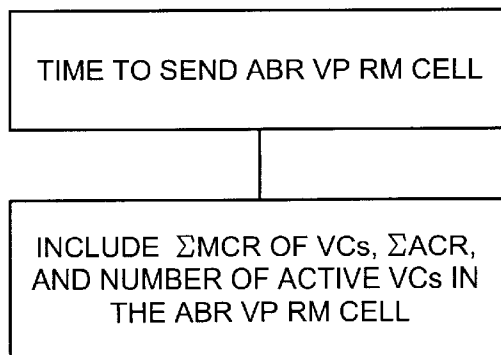 TIME TO SEND ABR VP RM CELL
INCLUDE ΣMCR OF VCs, ΣACR,
AND NUMBER OF ACTIVE VCs IN
THE ABR VP RM CELL